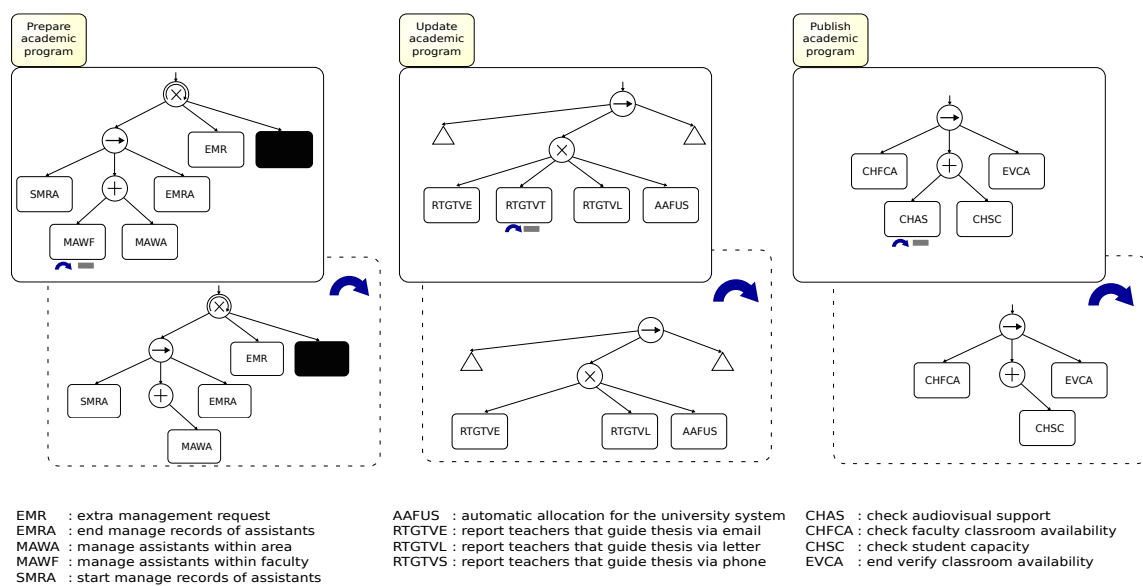 Prepare
academic
program
Update
academic
program
Publish
academic
program
EMR
SMRA
EMRA
MAWF
MAWA
RTGTVE
RTGTVT
RTGTVL
AAFUS
CHFCA
EVCA
CHAS
CHSC
EMR
SMRA
EMRA
MAWA
RTGTVE
RTGTVL
AAFUS
CHFCA
EVCA
CHSC
EMR : extra management request
EMRA : end manage records of assistants
MAWA : manage assistants within area
MAWF : manage assistants within faculty
SMRA : start manage records of assistants
AAFUS : automatic allocation for the university system
RTGTVE : report teachers that guide thesis via email
RTGTVL : report teachers that guide thesis via letter
RTGTVS : report teachers that guide thesis via phone
CHAS : check audiovisual support
CHFCA : check faculty classroom availability
CHSC : check student capacity
EVCA : end verify classroom availability